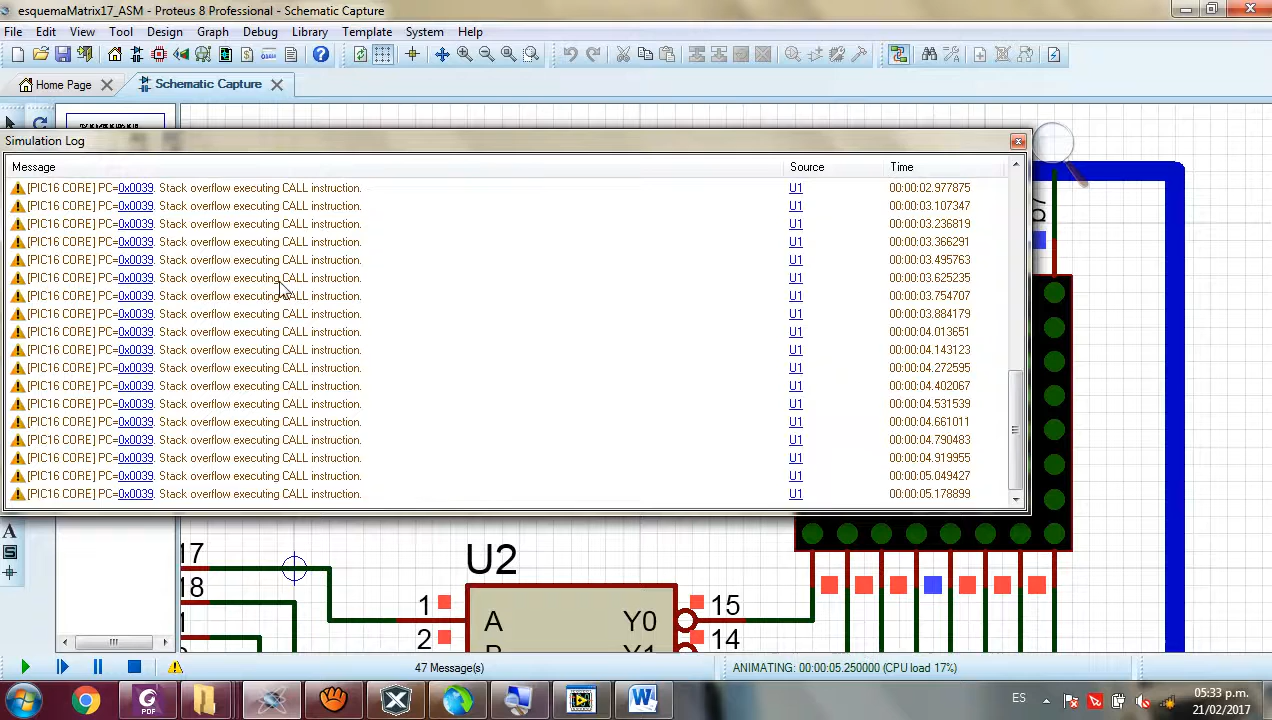 esquemaMatrix17_ASM - Proteus 8 Professional - Schematic Capture
File Edit View Tool Design Graph Debug Library Template System Help
Home Page Schematic Capture
Simulation Log
Message Source Time
[PIC16 CORE] PC=0x0039. Stack overflow executing CALL instruction. U1 00:00:02.977875
[PIC16 CORE] PC=0x0039. Stack overflow executing CALL instruction. U1 00:00:03.107347
[PIC16 CORE] PC=0x0039. Stack overflow executing CALL instruction. U1 00:00:03.236819
[PIC16 CORE] PC=0x0039. Stack overflow executing CALL instruction. U1 00:00:03.366291
[PIC16 CORE] PC=0x0039. Stack overflow executing CALL instruction. U1 00:00:03.495763
[PIC16 CORE] PC=0x0039. Stack overflow executing CALL instruction. U1 00:00:03.625235
[PIC16 CORE] PC=0x0039. Stack overflow executing CALL instruction. U1 00:00:03.754707
[PIC16 CORE] PC=0x0039. Stack overflow executing CALL instruction. U1 00:00:03.884179
[PIC16 CORE] PC=0x0039. Stack overflow executing CALL instruction. U1 00:00:04.013651
[PIC16 CORE] PC=0x0039. Stack overflow executing CALL instruction. U1 00:00:04.143123
[PIC16 CORE] PC=0x0039. Stack overflow executing CALL instruction. U1 00:00:04.272595
[PIC16 CORE] PC=0x0039. Stack overflow executing CALL instruction. U1 00:00:04.402067
[PIC16 CORE] PC=0x0039. Stack overflow executing CALL instruction. U1 00:00:04.531539
[PIC16 CORE] PC=0x0039. Stack overflow executing CALL instruction. U1 00:00:04.661011
[PIC16 CORE] PC=0x0039. Stack overflow executing CALL instruction. U1 00:00:04.790483
[PIC16 CORE] PC=0x0039. Stack overflow executing CALL instruction. U1 00:00:04.919955
[PIC16 CORE] PC=0x0039. Stack overflow executing CALL instruction. U1 00:00:05.049427
[PIC16 CORE] PC=0x0039. Stack overflow executing CALL instruction. U1 00:00:05.178899
b7
17 U2
18 1 A Y0 15
2 14
47 Message(s) ANIMATING: 00:00:05.250000 (CPU load 17%)
PDF ES 05:33 p.m.
21/02/2017